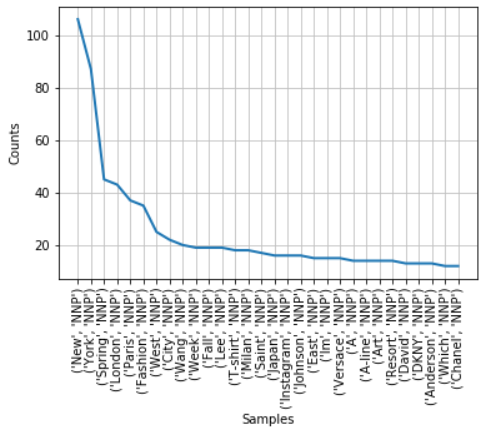 100
80
60
40
20
Counts
('New', 'NNP')
('York', 'NNP')
('Spring', 'NNP')
('London', 'NNP')
('Paris', 'NNP')
('Fashion', 'NNP')
('West', 'NNP')
('City', 'NNP')
('Wang', 'NNP')
('Week', 'NNP')
('Fall', 'NNP')
('Lee', 'NNP')
('T-shirt', 'NNP')
('Milan', 'NNP')
('Saint', 'NNP')
('Japan', 'NNP')
('Instagram', 'NNP')
('Johnson', 'NNP')
('East', 'NNP')
('Im', 'NNP')
('Versace', 'NNP')
('A', 'NNP')
('A-line', 'NNP')
('Art', 'NNP')
('Resort', 'NNP')
('David', 'NNP')
('DKNY', 'NNP')
('Anderson', 'NNP')
('Which', 'NNP')
('Chanel', 'NNP')
Samples